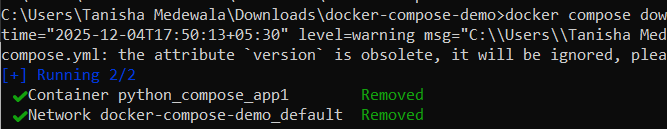 C:\Users\Tanisha Medewala\Downloads\docker-compose-demo>docker compose dow
time="2025-12-04T17:50:13+05:30" level=warning msg="C:\\Users\\Tanisha Med
compose.yml: the attribute `version` is obsolete, it will be ignored, plea
[+] Running 2/2
✔Container python_compose_app1 Removed
✔Network docker-compose-demo_default Removed